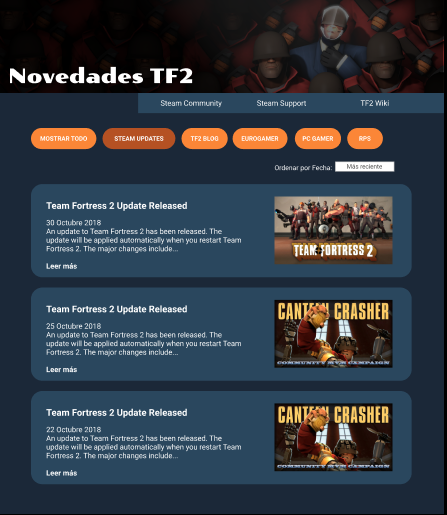 Novedades TF2
Steam Community
Steam Support
TF2 Wiki
MOSTRAR TODO
STEAM UPDATES
TF2 BLOG
EUROGAMER
PC GAMER
RPS
Ordenar por Fecha:
Más reciente
Team Fortress 2 Update Released
30 Octubre 2018
An update to Team Fortress 2 has been released. The
update will be applied automatically when you restart Team
Fortress 2. The major changes include...
Leer más
TEAM FORTRESS 2
Team Fortress 2 Update Released
25 Octubre 2018
An update to Team Fortress 2 has been released. The
update will be applied automatically when you restart Team
Fortress 2. The major changes include...
Leer más
CANTEEN CRASHER
COMMUNITY MVM CAMPAIGN
Team Fortress 2 Update Released
22 Octubre 2018
An update to Team Fortress 2 has been released. The
update will be applied automatically when you restart Team
Fortress 2. The major changes include...
Leer más
CANTEEN CRASHER
COMMUNITY MVM CAMPAIGN